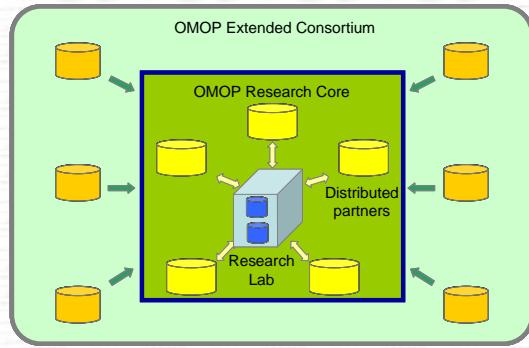 OMOP Extended Consortium
OMOP Research Core
Distributed
partners
Research
Lab